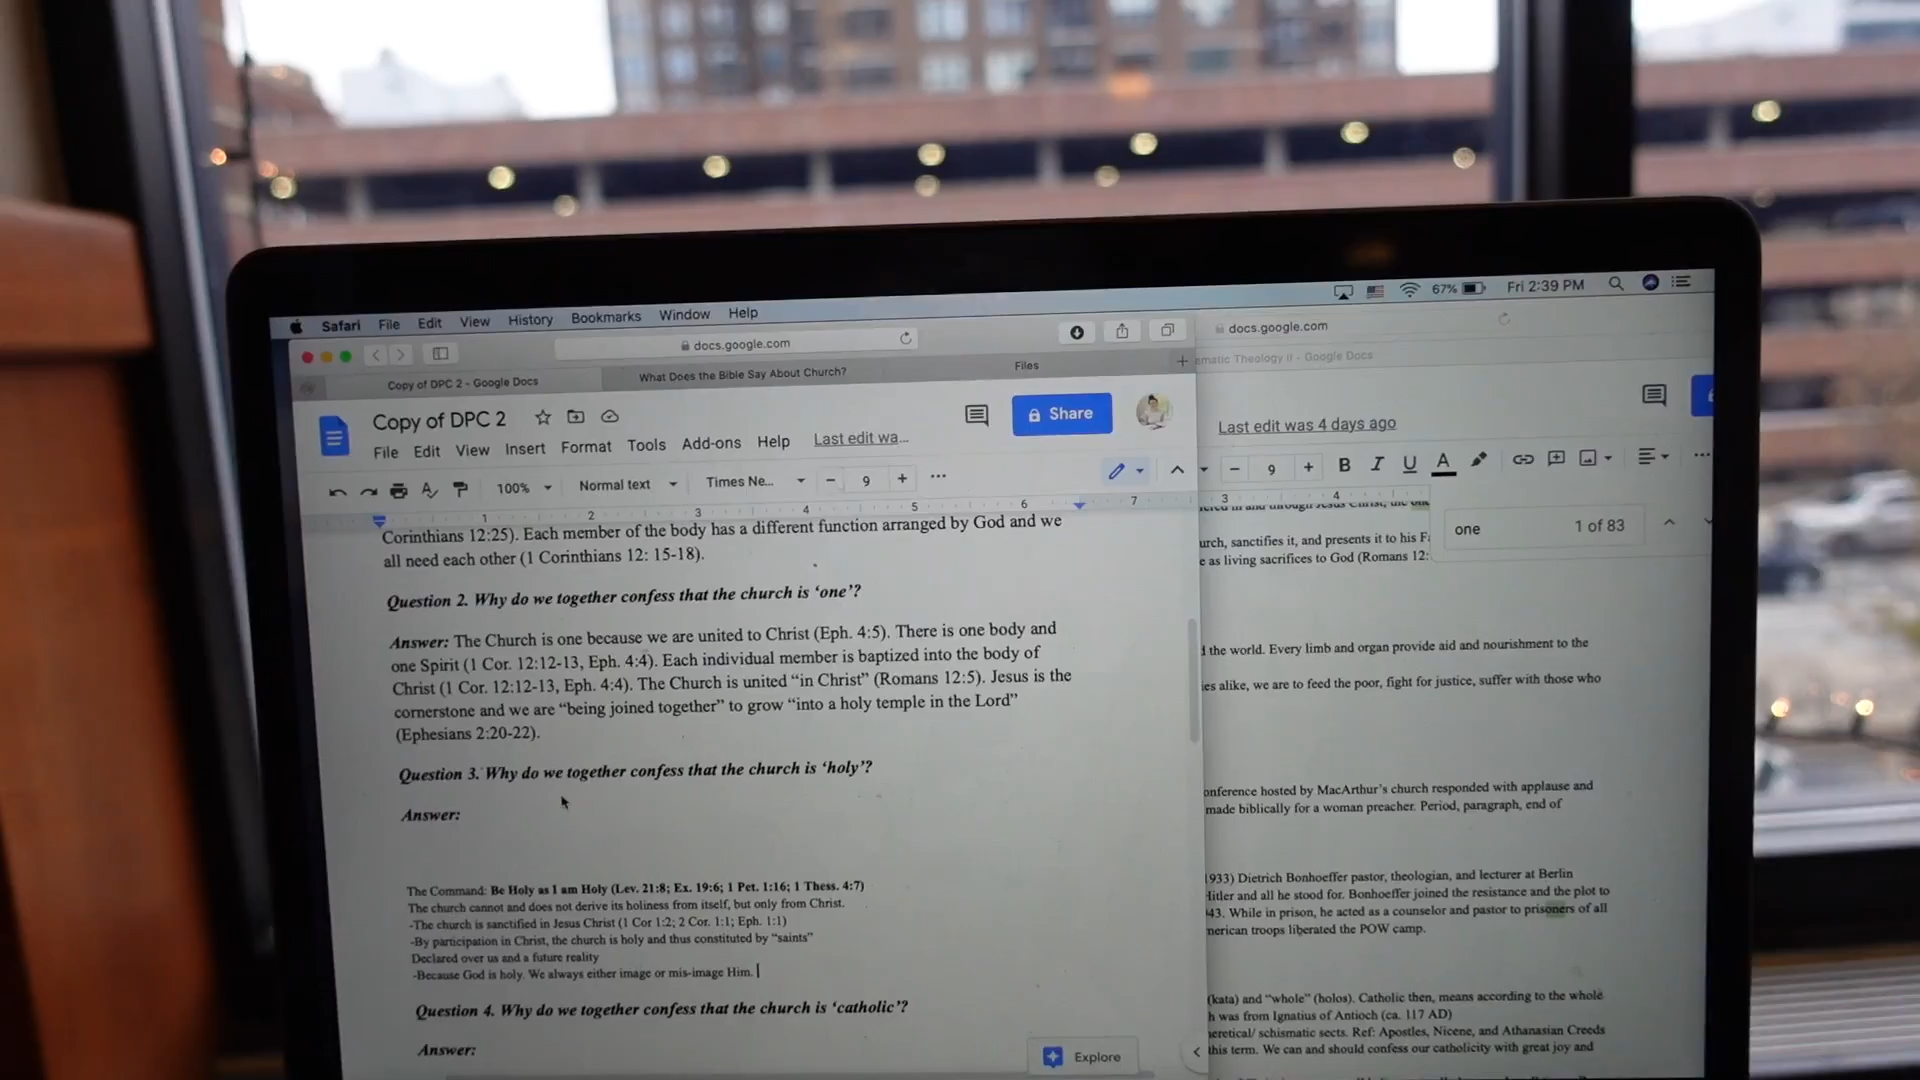 Safari File Edit View History Bookmarks Window Help
67% Fri 2:39 PM
docs.google.com
docs.google.com
Copy of DPC 2 - Google Docs
What Does the Bible Say About Church?
Files
ematic Theology II - Google Docs
Copy of DPC 2
Share
File Edit View Insert Format Tools Add-ons Help Last edit wa...
Last edit was 4 days ago
100% Normal text Times Ne... 9
9 B I U A
1 2 3 4 5 6 7
3 4
one 1 of 83
Corinthians 12:25). Each member of the body has a different function arranged by God and we
all need each other (1 Corinthians 12: 15-18).
Question 2. Why do we together confess that the church is ‘one’?
Answer: The Church is one because we are united to Christ (Eph. 4:5). There is one body and
one Spirit (1 Cor. 12:12-13, Eph. 4:4). Each individual member is baptized into the body of
Christ (1 Cor. 12:12-13, Eph. 4:4). The Church is united “in Christ” (Romans 12:5). Jesus is the
cornerstone and we are “being joined together” to grow “into a holy temple in the Lord”
(Ephesians 2:20-22).
Question 3. Why do we together confess that the church is ‘holy’?
Answer:
The Command: Be Holy as I am Holy (Lev. 21:8; Ex. 19:6; 1 Pet. 1:16; 1 Thess. 4:7)
The church cannot and does not derive its holiness from itself, but only from Christ.
-The church is sanctified in Jesus Christ (1 Cor 1:2; 2 Cor. 1:1; Eph. 1:1)
-By participation in Christ, the church is holy and thus constituted by “saints”
Declared over us and a future reality
-Because God is holy. We always either image or mis-image Him.
Question 4. Why do we together confess that the church is ‘catholic’?
Answer:
Explore
urch, sanctifies it, and presents it to his F
e as living sacrifices to God (Romans 12:
d the world. Every limb and organ provide aid and nourishment to the
ies alike, we are to feed the poor, fight for justice, suffer with those who
onference hosted by MacArthur’s church responded with applause and
made biblically for a woman preacher. Period, paragraph, end of
1933) Dietrich Bonhoeffer pastor, theologian, and lecturer at Berlin
Hitler and all he stood for. Bonhoeffer joined the resistance and the plot to
43. While in prison, he acted as a counselor and pastor to prisoners of all
merican troops liberated the POW camp.
(kata) and “whole” (holos). Catholic then, means according to the whole
h was from Ignatius of Antioch (ca. 117 AD)
heretical/ schismatic sects. Ref: Apostles, Nicene, and Athanasian Creeds
this term. We can and should confess our catholicity with great joy and